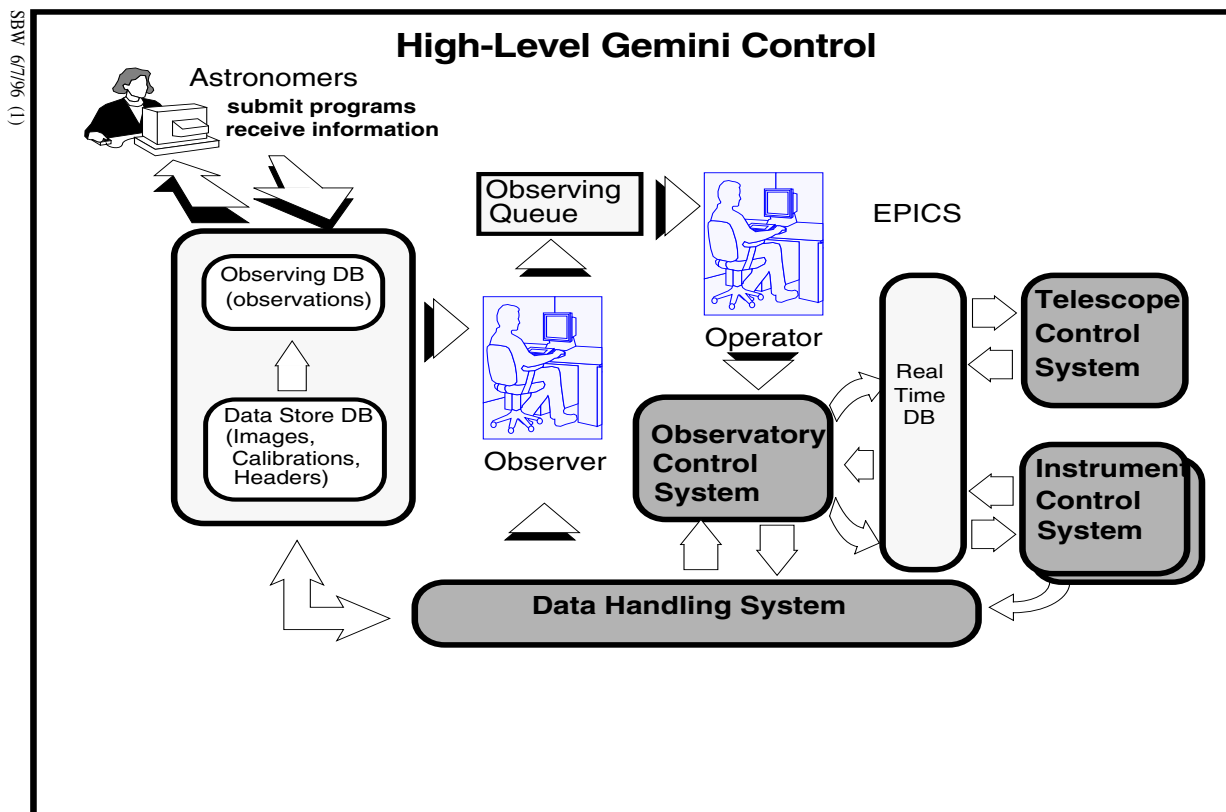 SBW 6/7/96 (1)
High-Level Gemini Control
Astronomers
submit programs
receive information
Observing
Queue
EPICS
Observing DB
(observations)
Operator
Telescope
Control
System
Real
Time
DB
Data Store DB
(Images,
Calibrations,
Headers)
Observer
Observatory
Control
System
Instrument
Control
System
Data Handling System